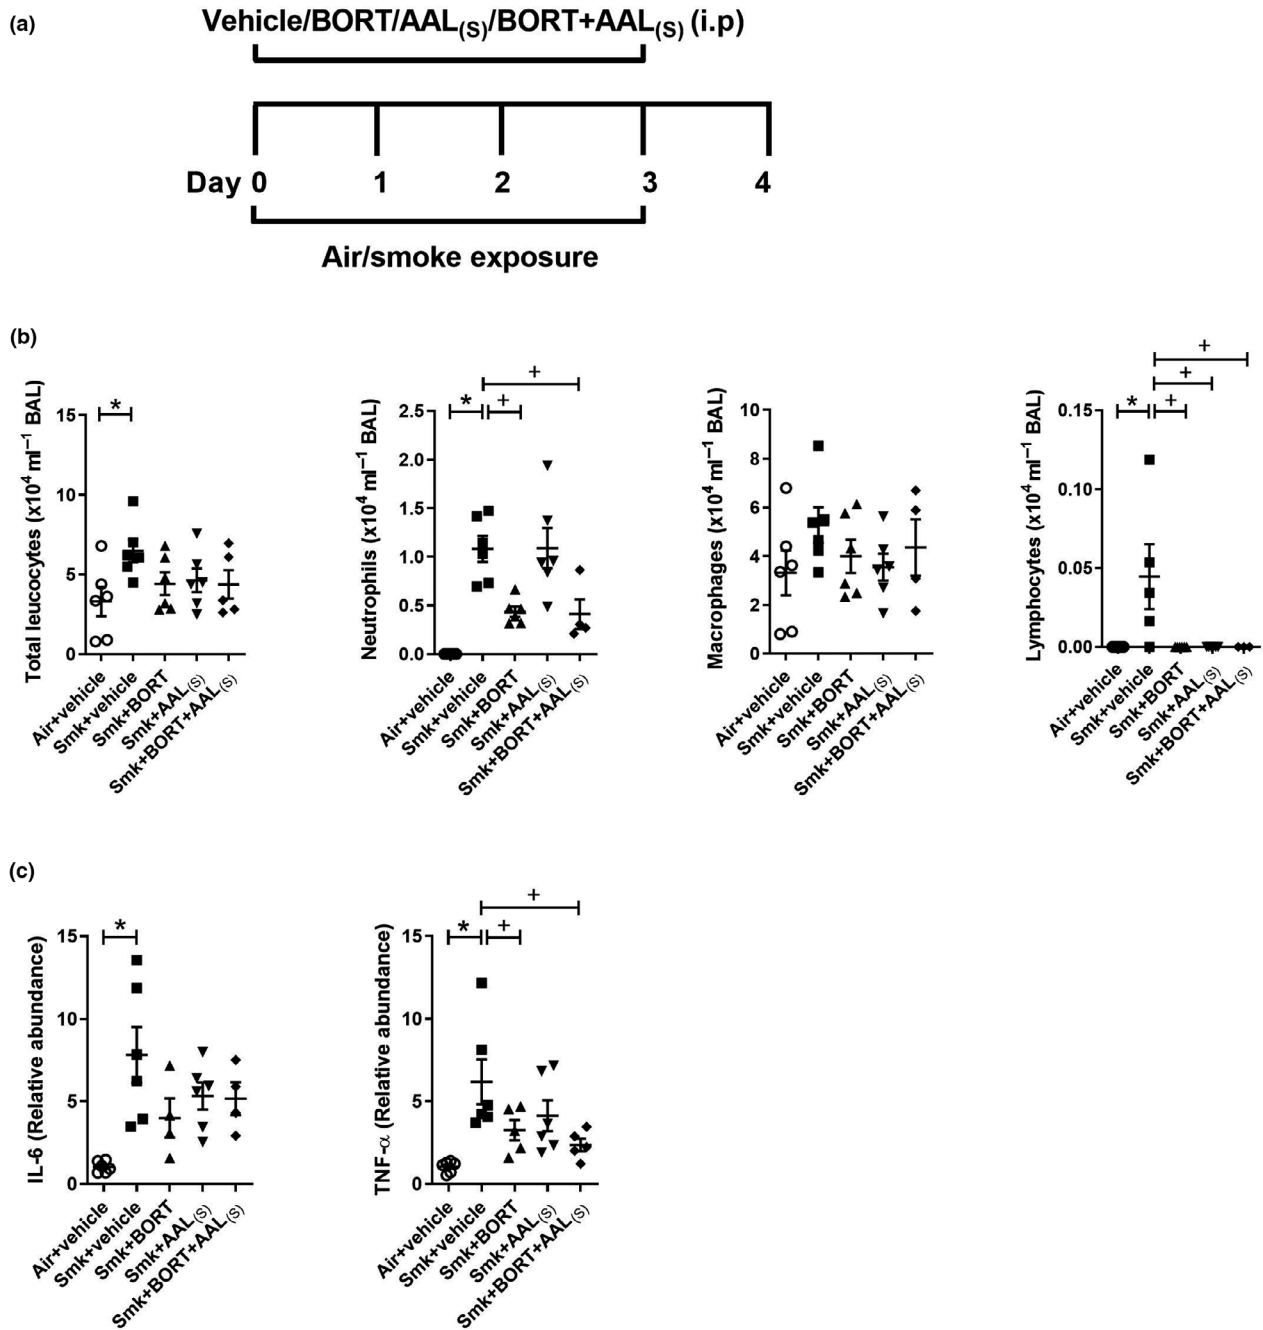 (a)
Vehicle/BORT/AAL(S)/BORT+AAL(S) (i.p)
Day 0 1 2 3 4
Air/smoke exposure
(b)
Total leucocytes (x10⁴ ml⁻¹ BAL)
*
15
10
5
0
Air+vehicle
Smk+vehicle
Smk+BORT
Smk+AAL(S)
Smk+BORT+AAL(S)
Neutrophils (x10⁴ ml⁻¹ BAL)
+
* +
2.5
2.0
1.5
1.0
0.5
0.0
Air+vehicle
Smk+vehicle
Smk+BORT
Smk+AAL(S)
Smk+BORT+AAL(S)
Macrophages (x10⁴ ml⁻¹ BAL)
10
8
6
4
2
0
Air+vehicle
Smk+vehicle
Smk+BORT
Smk+AAL(S)
Smk+BORT+AAL(S)
Lymphocytes (x10⁴ ml⁻¹ BAL)
+
+
* +
0.15
0.10
0.05
0.00
Air+vehicle
Smk+vehicle
Smk+BORT
Smk+AAL(S)
Smk+BORT+AAL(S)
(c)
IL-6 (Relative abundance)
*
15
10
5
0
Air+vehicle
Smk+vehicle
Smk+BORT
Smk+AAL(S)
Smk+BORT+AAL(S)
TNF-α (Relative abundance)
+
* +
15
10
5
0
Air+vehicle
Smk+vehicle
Smk+BORT
Smk+AAL(S)
Smk+BORT+AAL(S)